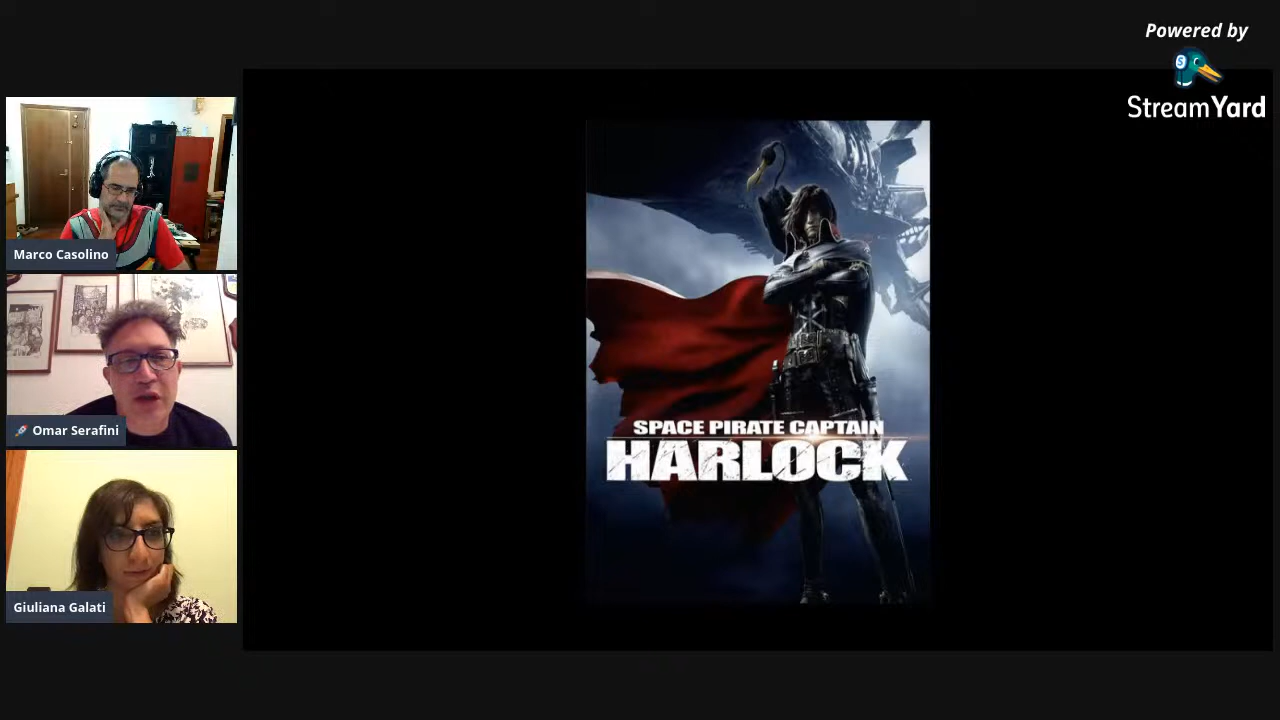 Powered by
StreamYard
Marco Casolino
🚀 Omar Serafini
Giuliana Galati
SPACE PIRATE CAPTAIN
HARLOCK